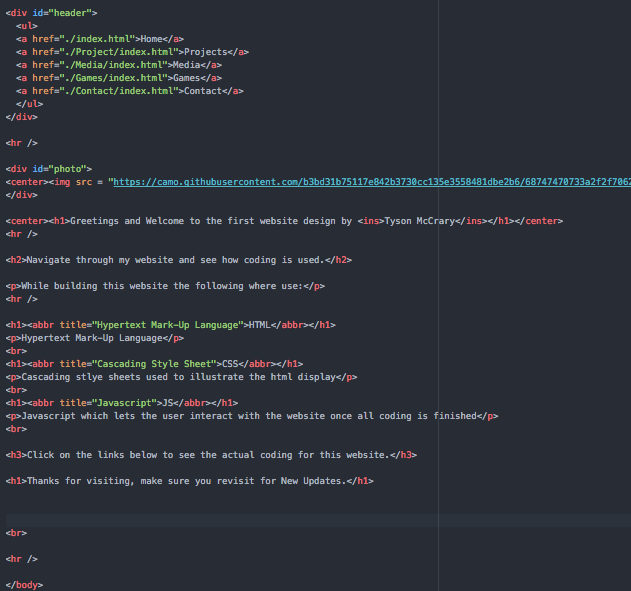 <div id="header">
<ul>
<a href="./index.html">Home</a>
<a href="./Project/index.html">Projects</a>
<a href="./Media/index.html">Media</a>
<a href="./Games/index.html">Games</a>
<a href="./Contact/index.html">Contact</a>
</ul>
</div>
<hr />
<div id="photo">
<center><img src = "https://camo.githubusercontent.com/b3bd31b75117e842b3730cc135e3558481dbe2b6/68747470733a2f2f7062
</div>
<center><h1>Greetings and Welcome to the first website design by <ins>Tyson McCrary</ins></h1></center>
<hr />
<h2>Navigate through my website and see how coding is used.</h2>
<p>While building this website the following where use:</p>
<hr />
<h1><abbr title="Hypertext Mark-Up Language">HTML</abbr></h1>
<p>Hypertext Mark-Up Language</p>
<br>
<h1><abbr title="Cascading Style Sheet">CSS</abbr></h1>
<p>Cascading stlye sheets used to illustrate the html display</p>
<br>
<h1><abbr title="Javascript">JS</abbr></h1>
<p>Javascript which lets the user interact with the website once all coding is finished</p>
<br>
<h3>Click on the links below to see the actual coding for this website.</h3>
<h1>Thanks for visiting, make sure you revisit for New Updates.</h1>
<br>
<hr />
</body>